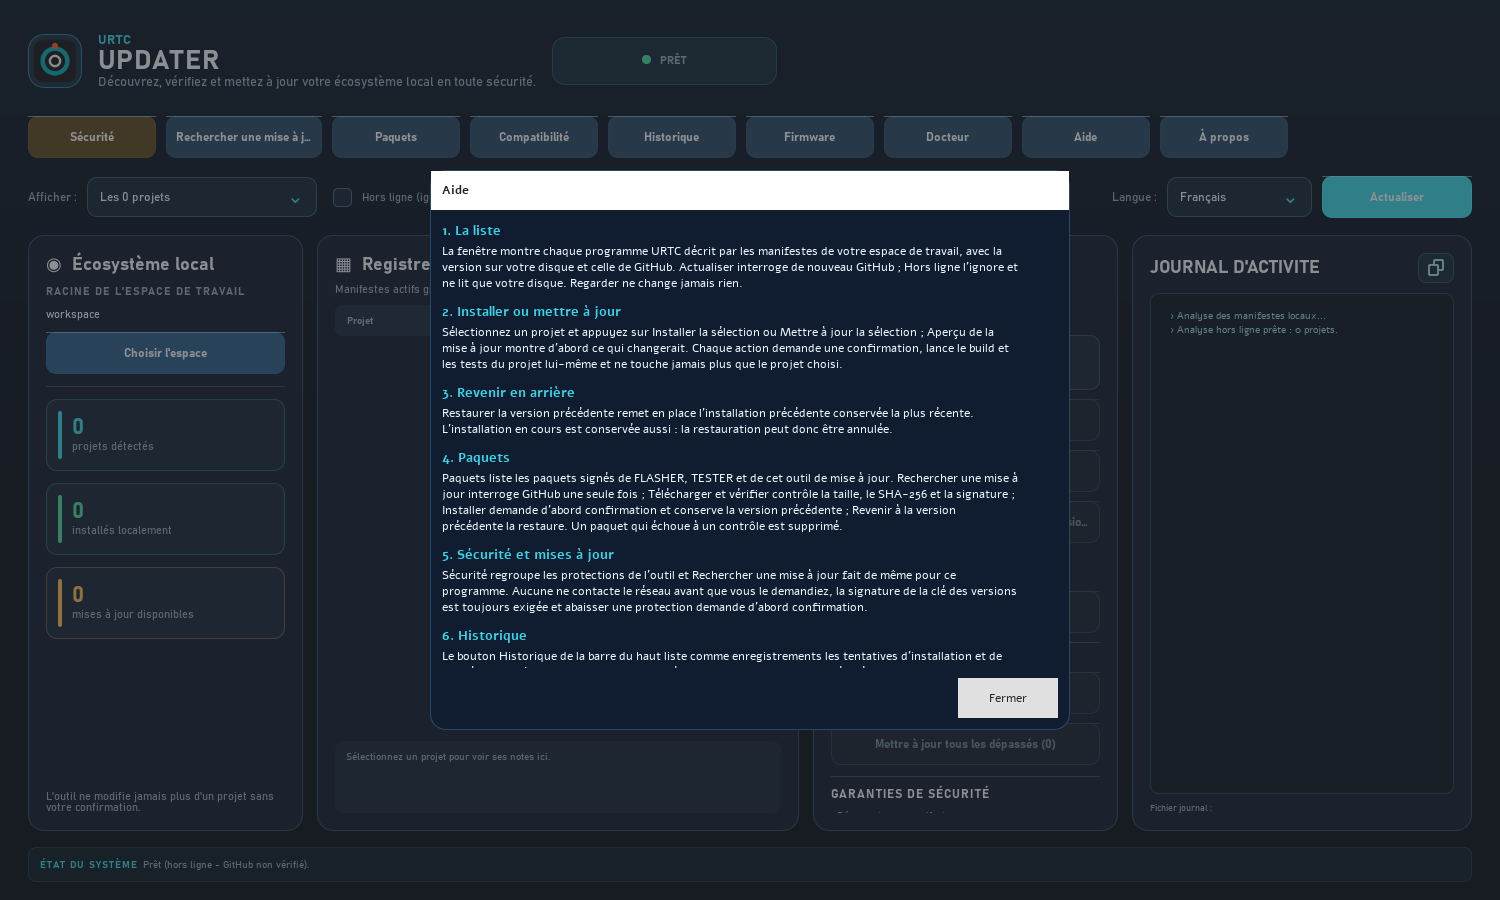 URTC
UPDATER
Découvrez, vérifiez et mettez à jour votre écosystème local en toute sécurité.
PRÊT
Sécurité
Rechercher une mise à j…
Paquets
Compatibilité
Historique
Firmware
Docteur
Aide
À propos
Afficher :
Les 0 projets
Hors ligne (ig
Langue :
Français
Actualiser
Écosystème local
RACINE DE L'ESPACE DE TRAVAIL
workspace
Choisir l'espace
0
projets détectés
0
installés localement
0
mises à jour disponibles
L'outil ne modifie jamais plus d'un projet sans
votre confirmation.
Registre
Manifestes actifs g
Projet
Sélectionnez un projet pour voir ses notes ici.
Aide
1. La liste
La fenêtre montre chaque programme URTC décrit par les manifestes de votre espace de travail, avec la
version sur votre disque et celle de GitHub. Actualiser interroge de nouveau GitHub ; Hors ligne l’ignore et
ne lit que votre disque. Regarder ne change jamais rien.
2. Installer ou mettre à jour
Sélectionnez un projet et appuyez sur Installer la sélection ou Mettre à jour la sélection ; Aperçu de la
mise à jour montre d’abord ce qui changerait. Chaque action demande une confirmation, lance le build et
les tests du projet lui-même et ne touche jamais plus que le projet choisi.
3. Revenir en arrière
Restaurer la version précédente remet en place l’installation précédente conservée la plus récente.
L’installation en cours est conservée aussi : la restauration peut donc être annulée.
4. Paquets
Paquets liste les paquets signés de FLASHER, TESTER et de cet outil de mise à jour. Rechercher une mise à
jour interroge GitHub une seule fois ; Télécharger et vérifier contrôle la taille, le SHA-256 et la signature ;
Installer demande d’abord confirmation et conserve la version précédente ; Revenir à la version
précédente la restaure. Un paquet qui échoue à un contrôle est supprimé.
5. Sécurité et mises à jour
Sécurité regroupe les protections de l’outil et Rechercher une mise à jour fait de même pour ce
programme. Aucune ne contacte le réseau avant que vous le demandiez, la signature de la clé des versions
est toujours exigée et abaisser une protection demande d’abord confirmation.
6. Historique
Le bouton Historique de la barre du haut liste comme enregistrements les tentatives d’installation et de
Fermer
sio…
Mettre à jour tous les dépassés (0)
GARANTIES DE SÉCURITÉ
JOURNAL D'ACTIVITE
› Analyse des manifestes locaux…
› Analyse hors ligne prête : 0 projets.
Fichier journal :
ÉTAT DU SYSTÈME Prêt (hors ligne - GitHub non vérifié).